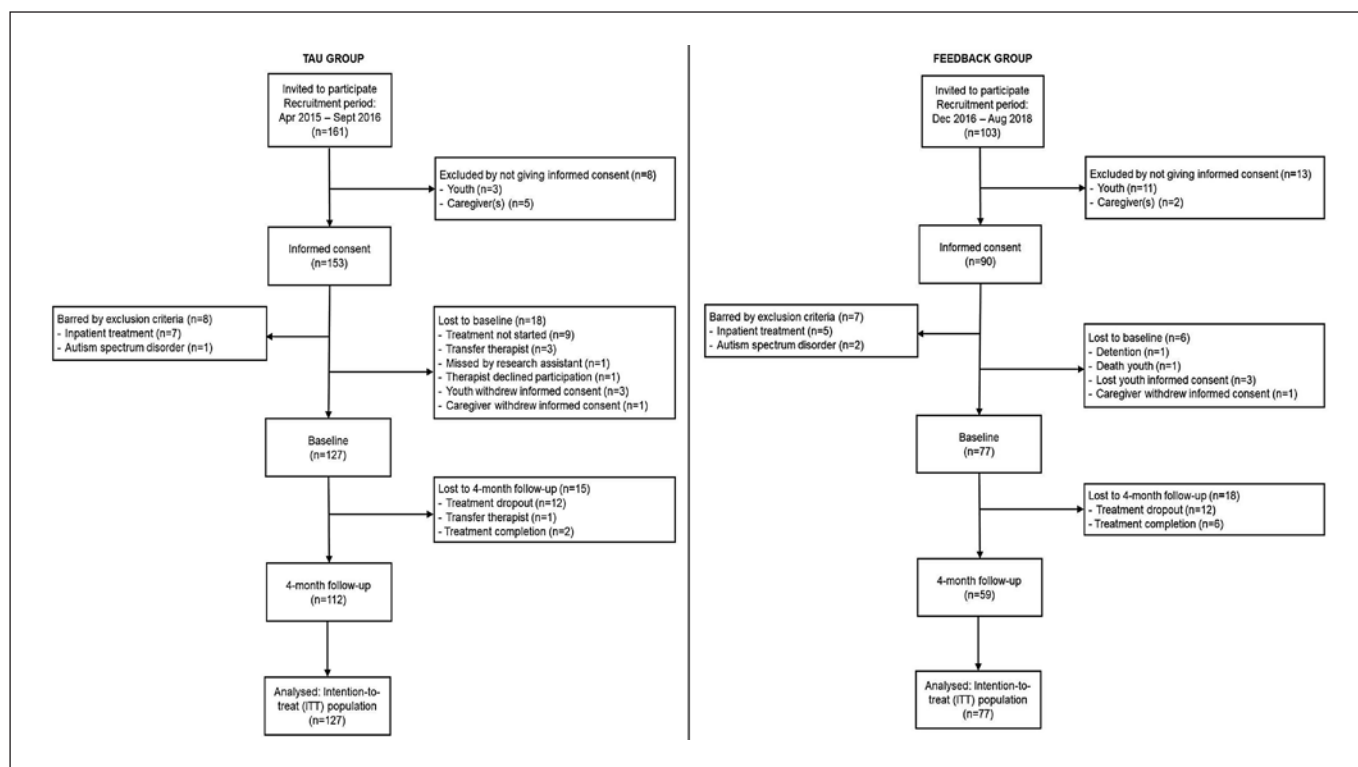 TAU GROUP
Invited to participate
Recruitment period:
Apr 2015 – Sept 2016
(n=161)
Excluded by not giving informed consent (n=8)
- Youth (n=3)
- Caregiver(s) (n=5)
Informed consent
(n=153)
Barred by exclusion criteria (n=8)
- Inpatient treatment (n=7)
- Autism spectrum disorder (n=1)
Lost to baseline (n=18)
- Treatment not started (n=9)
- Transfer therapist (n=3)
- Missed by research assistant (n=1)
- Therapist declined participation (n=1)
- Youth withdrew informed consent (n=3)
- Caregiver withdrew informed consent (n=1)
Baseline
(n=127)
Lost to 4-month follow-up (n=15)
- Treatment dropout (n=12)
- Transfer therapist (n=1)
- Treatment completion (n=2)
4-month follow-up
(n=112)
Analysed: Intention-to-
treat (ITT) population
(n=127)
FEEDBACK GROUP
Invited to participate
Recruitment period:
Dec 2016 – Aug 2018
(n=103)
Excluded by not giving informed consent (n=13)
- Youth (n=11)
- Caregiver(s) (n=2)
Informed consent
(n=90)
Barred by exclusion criteria (n=7)
- Inpatient treatment (n=5)
- Autism spectrum disorder (n=2)
Lost to baseline (n=6)
- Detention (n=1)
- Death youth (n=1)
- Lost youth informed consent (n=3)
- Caregiver withdrew informed consent (n=1)
Baseline
(n=77)
Lost to 4-month follow-up (n=18)
- Treatment dropout (n=12)
- Treatment completion (n=6)
4-month follow-up
(n=59)
Analysed: Intention-to-
treat (ITT) population
(n=77)